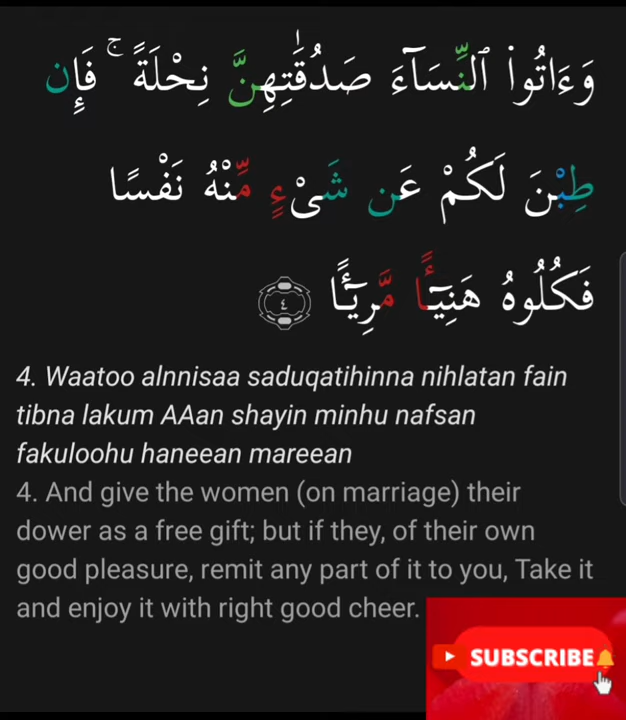 وَءَاتُوا۟ ٱلنِّسَآءَ صَدُقَـٰتِهِنَّ نِحْلَةًۭ ۚ فَإِن
طِبْنَ لَكُمْ عَن شَىْءٍۢ مِّنْهُ نَفْسًۭا
فَكُلُوهُ هَنِيٓـًۭٔا مَّرِيٓـًۭٔا ٤
4. Waatoo alnnisaa saduqatihinna nihlatan fain
tibna lakum AAan shayin minhu nafsan
fakuloohu haneean mareean
4. And give the women (on marriage) their
dower as a free gift; but if they, of their own
good pleasure, remit any part of it to you, Take it
and enjoy it with right good cheer.
SUBSCRIBE